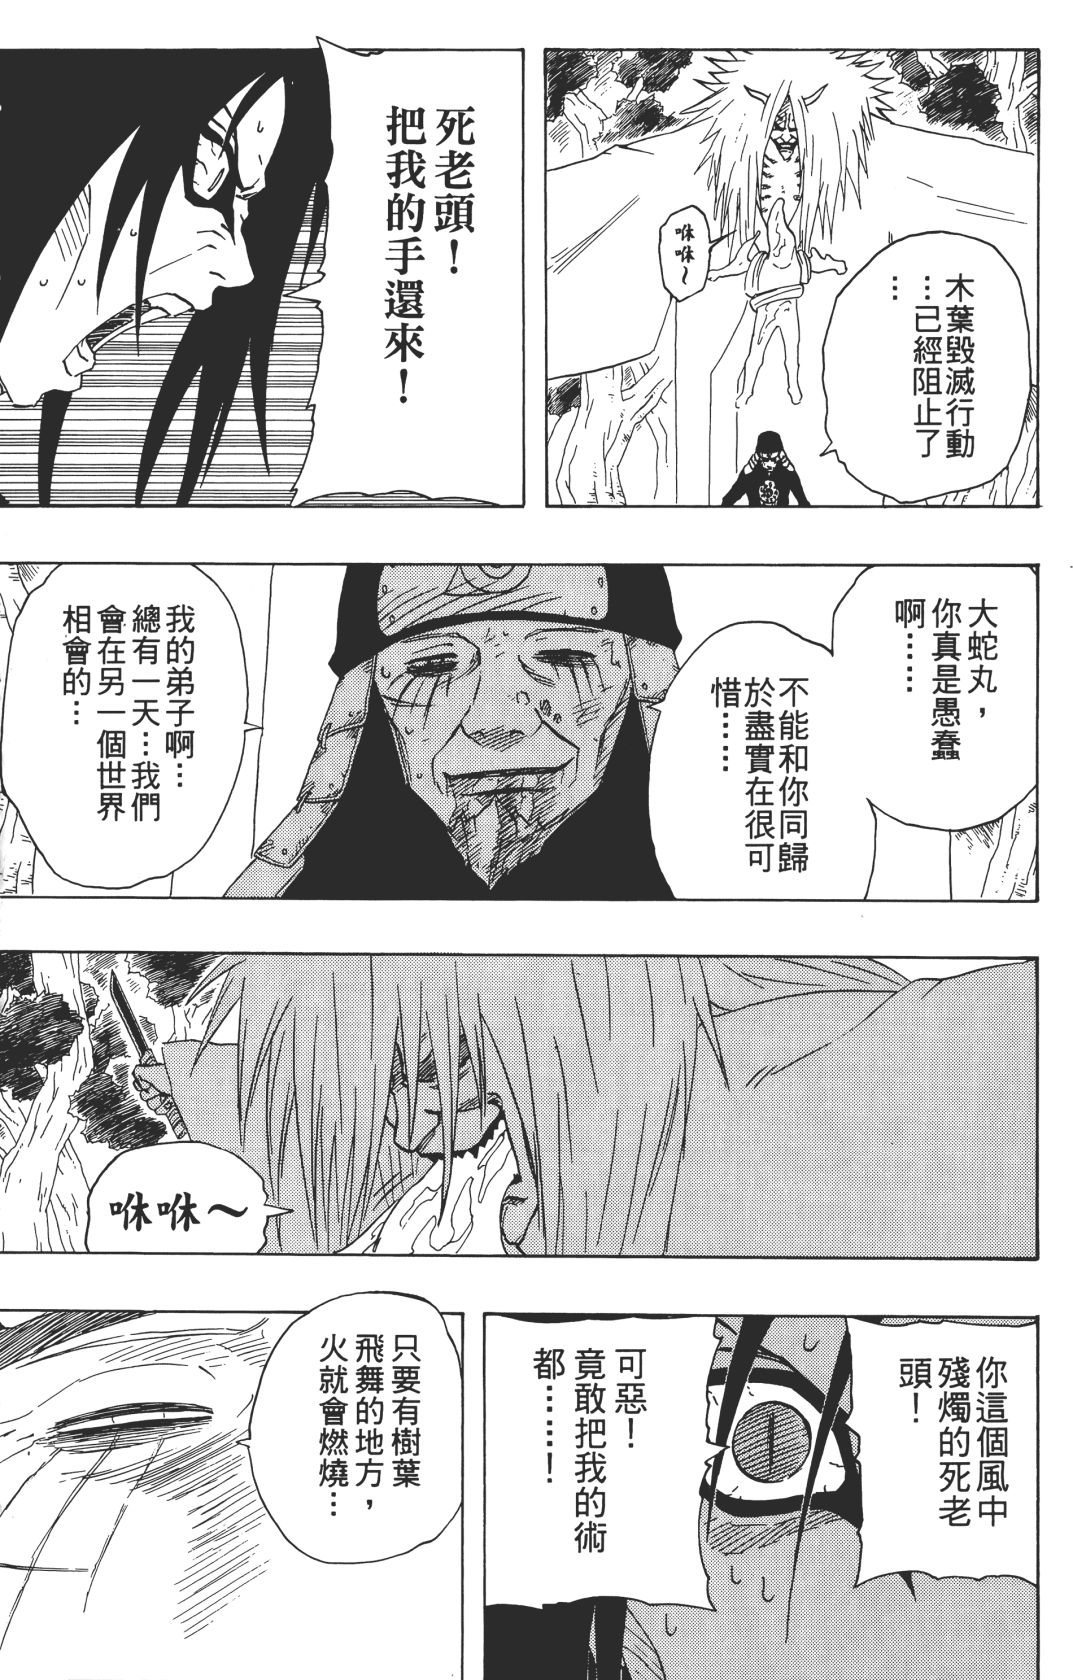 木葉毀滅行動
…已經阻止了
…
咻
咻～
死老頭！
把我的手還來！
大蛇丸，
你真是愚蠢
啊……
不能和你同歸
於盡實在很可
惜……
我的弟子啊…
總有一天…我們
會在另一個世界
相會的…
咻咻～
你這個風中
殘燭的死老
頭！
可惡！
竟敢把我的術
都……！
只要有樹葉
飛舞的地方，
火就會燃燒…